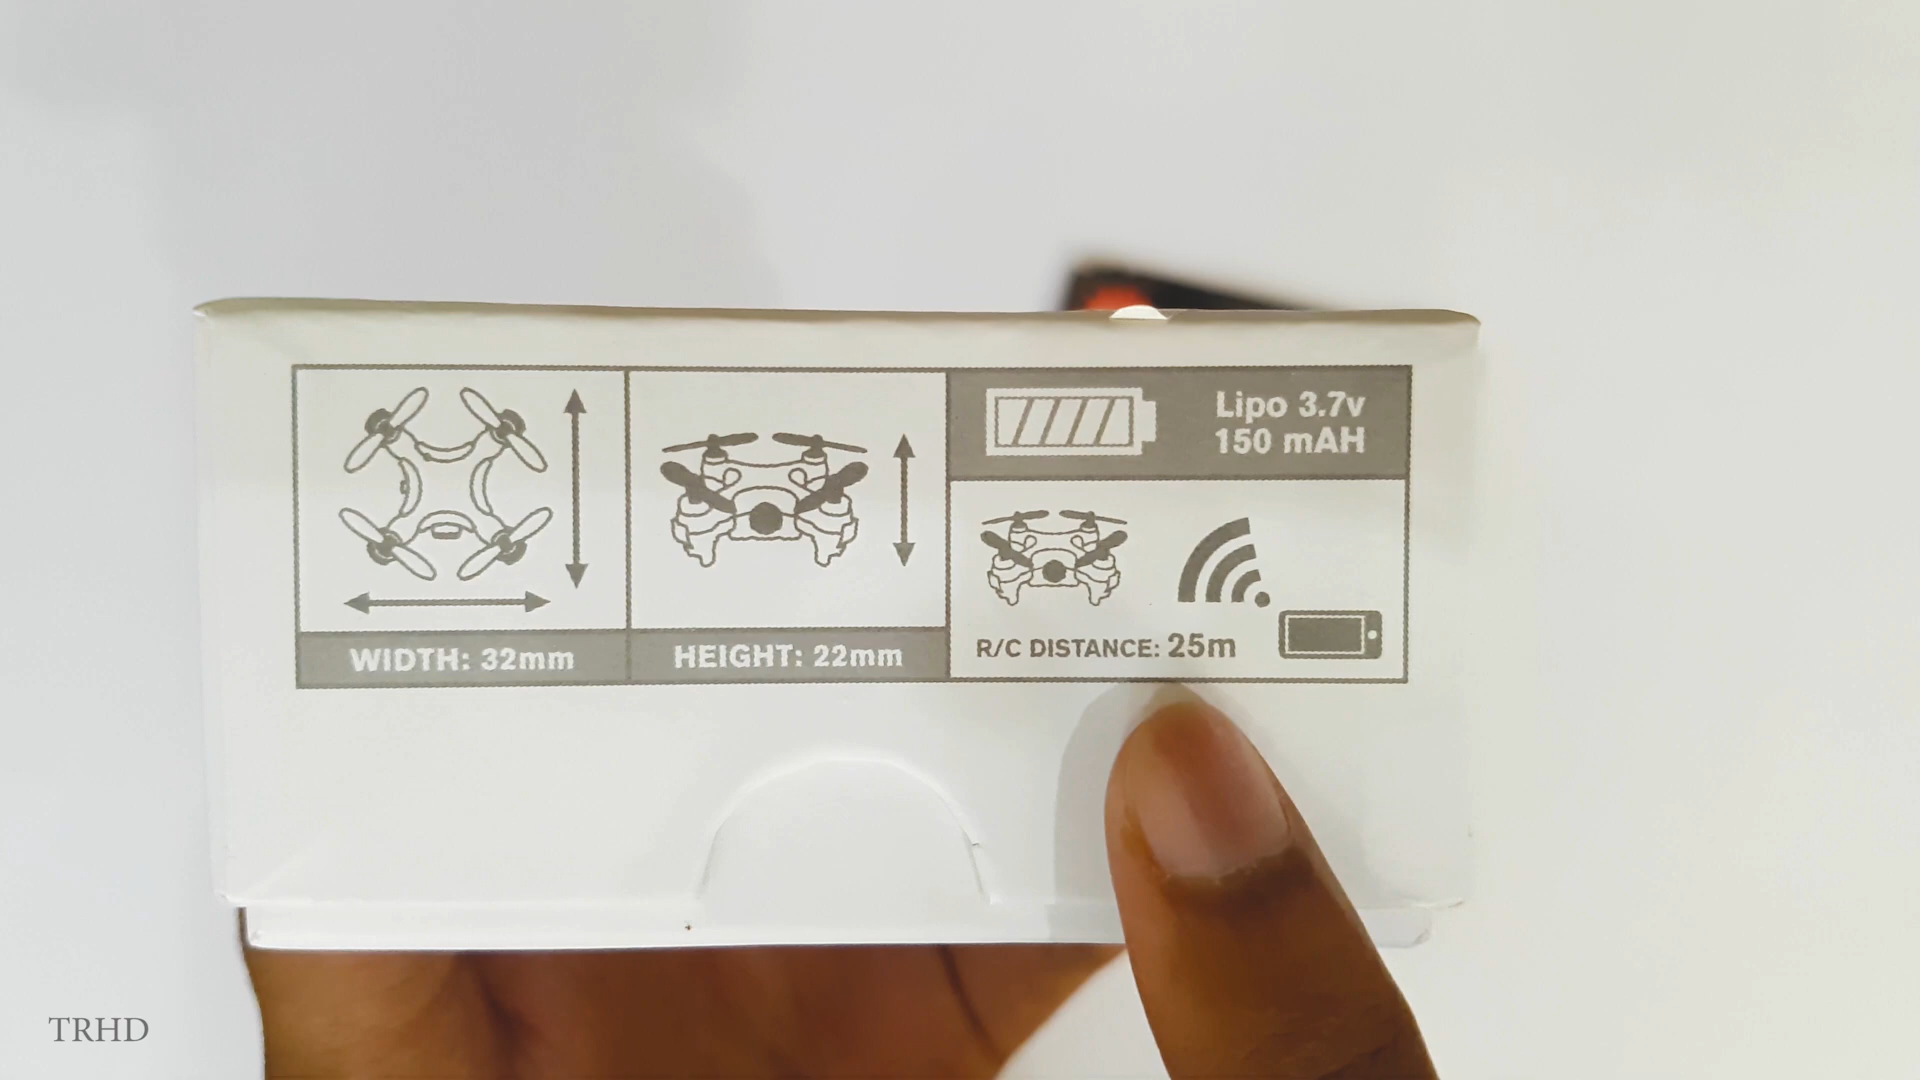 Lipo 3.7v
150 mAH
WIDTH: 32mm
HEIGHT: 22mm
R/C DISTANCE: 25m
TRHD